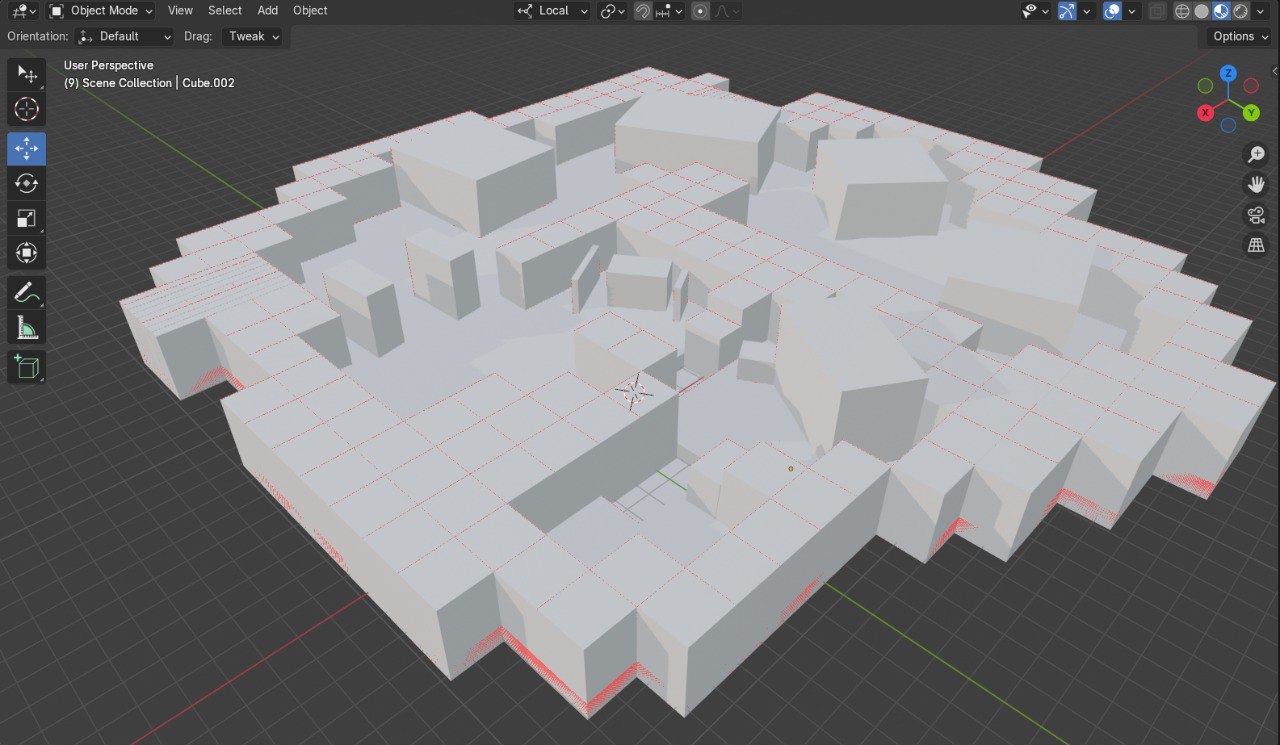 Object Mode View Select Add Object Local Options
Orientation: Default Drag: Tweak
User Perspective
(9) Scene Collection | Cube.002
Z
X Y